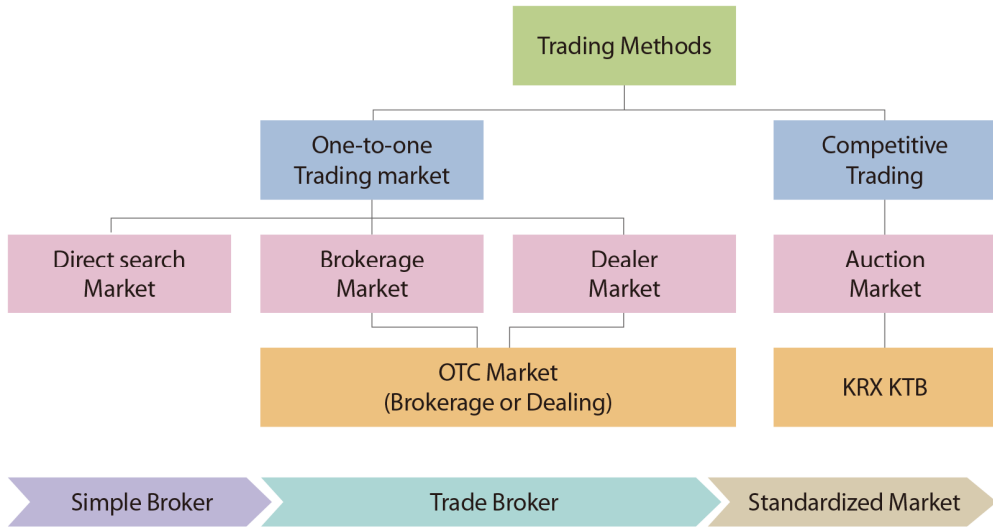 Trading Methods
One-to-one
Trading market
Competitive
Trading
Direct search
Market
Brokerage
Market
Dealer
Market
Auction
Market
OTC Market
(Brokerage or Dealing)
KRX KTB
Simple Broker
Trade Broker
Standardized Market